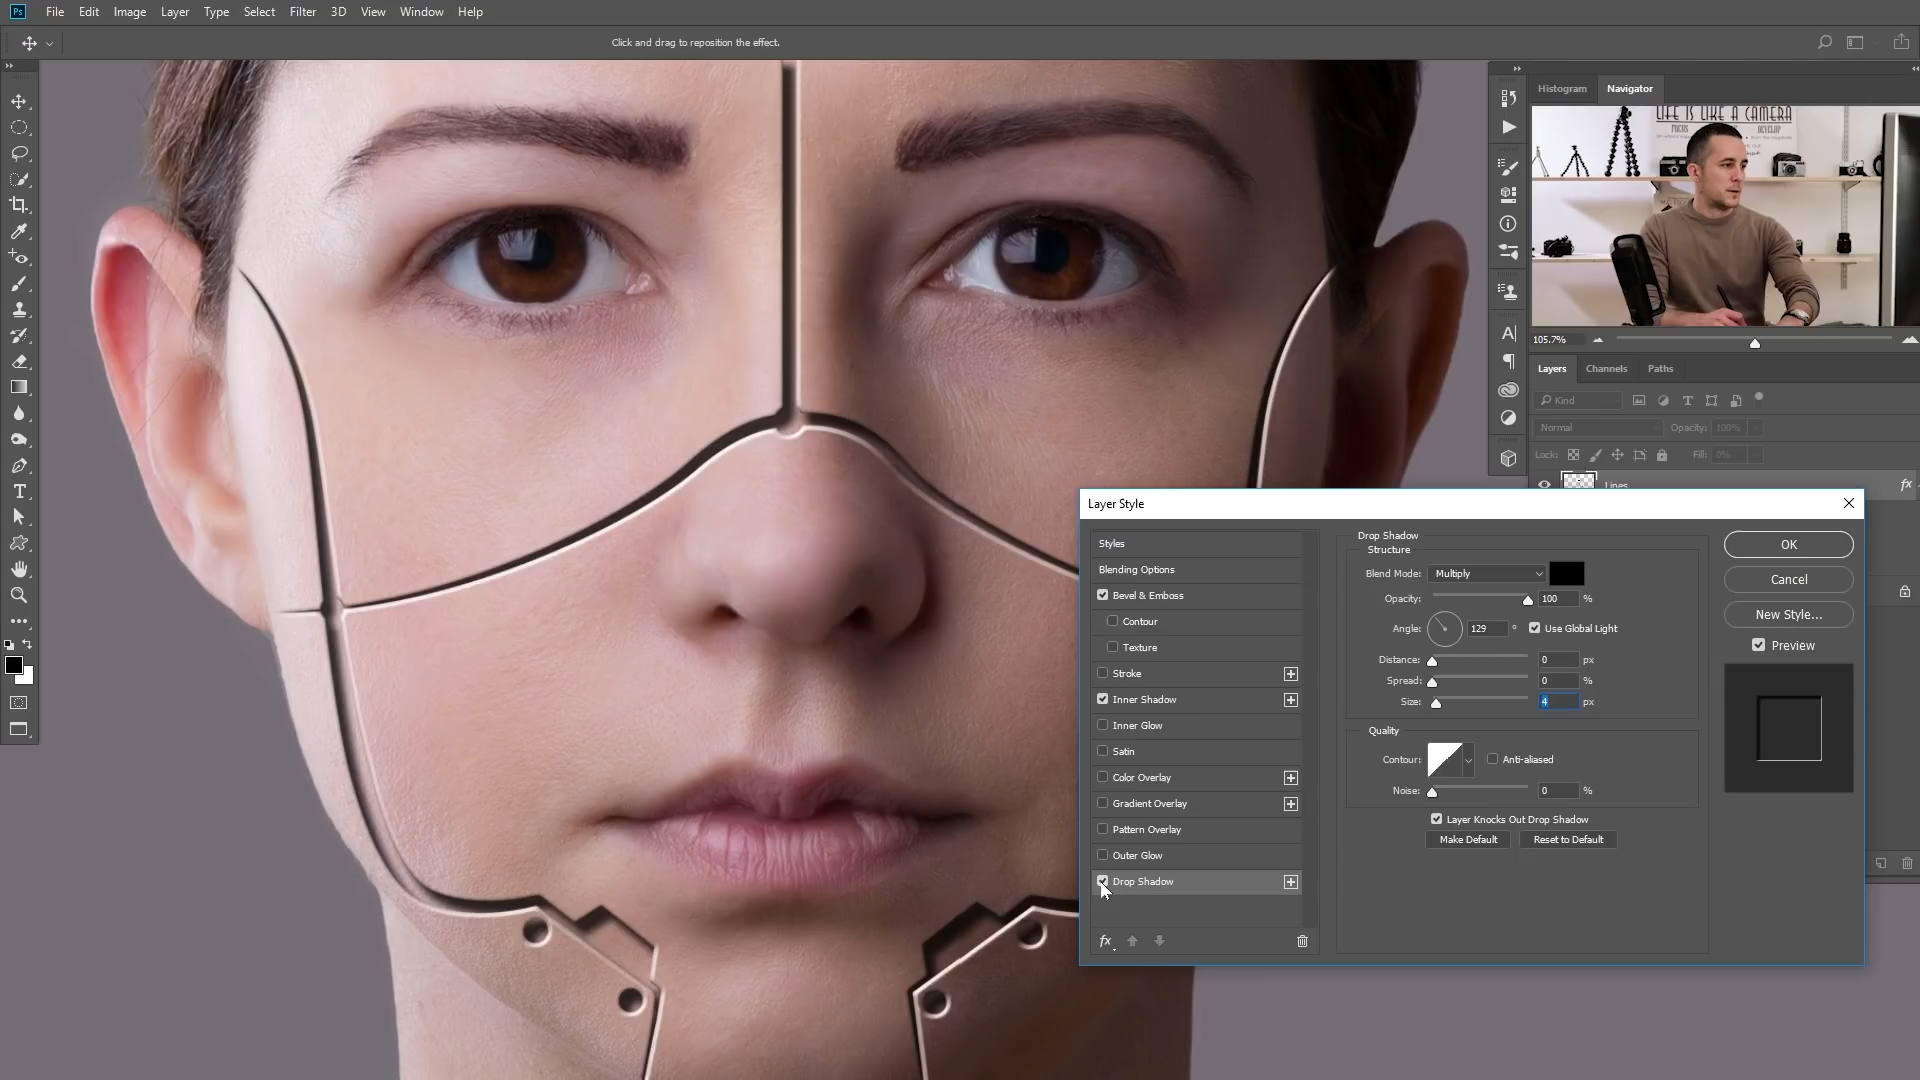 Ps File Edit Image Layer Type Select Filter 3D View Window Help
Click and drag to reposition the effect.
Histogram Navigator
LIFE IS LIKE A CAMERA
FOCUS DEVELOP
105.7%
Layers Channels Paths
Kind
Normal Opacity: 100%
Lock: Fill: 0%
Lines fx
Layer Style
Styles
Blending Options
Bevel & Emboss
Contour
Texture
Stroke
Inner Shadow
Inner Glow
Satin
Color Overlay
Gradient Overlay
Pattern Overlay
Outer Glow
Drop Shadow
fx
Drop Shadow
Structure
Blend Mode: Multiply
Opacity: 100 %
Angle: 129 ° Use Global Light
Distance: 0 px
Spread: 0 %
Size: 4 px
Quality
Contour: Anti-aliased
Noise: 0 %
Layer Knocks Out Drop Shadow
Make Default Reset to Default
OK
Cancel
New Style...
Preview